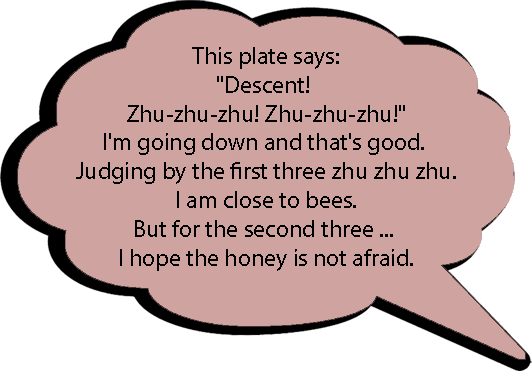 This plate says:
"Descent!
Zhu-zhu-zhu! Zhu-zhu-zhu!"
I'm going down and that's good.
Judging by the first three zhu zhu zhu.
I am close to bees.
But for the second three ...
I hope the honey is not afraid.